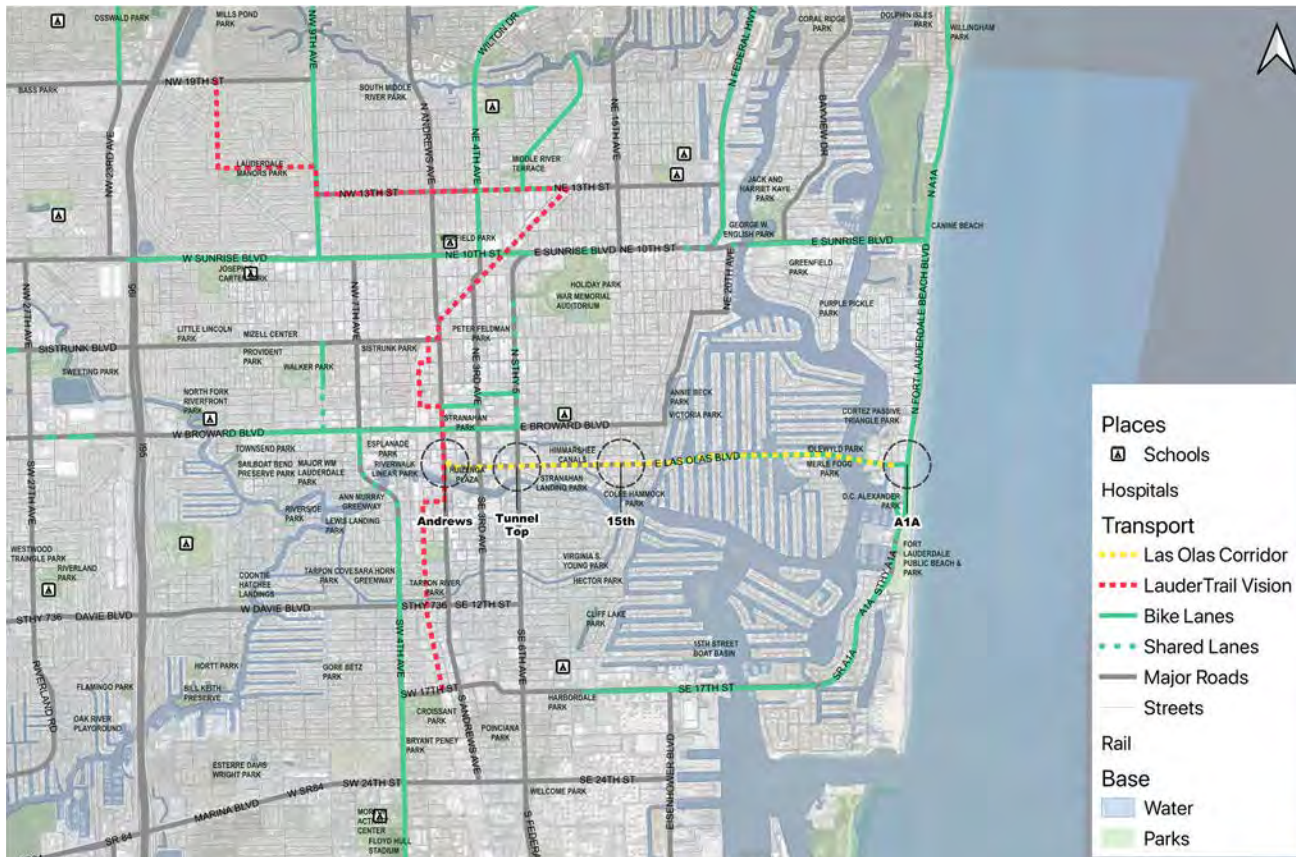 OSSWALD PARK
MILLS POND
PARK
NW 9TH AVE
WILTON DR
CORAL RIDGE
PARK
DOLPHIN ISLES
PARK
WILLINGHAM
PARK
N FEDERAL HWY
BASS PARK
NW 19TH ST
SOUTH MIDDLE
RIVER PARK
N ANDREWS AVE
NE 4TH AVE
NE 15TH AVE
BAYVIEW DR
NW 23RD AVE
LAUDERDALE
MANORS PARK
MIDDLE RIVER
TERRACE
NW 13TH ST
NE 13TH ST
JACK AND
HARRIET KAYE
PARK
N A1A
GEORGE W.
ENGLISH PARK
CANINE BEACH
W SUNRISE BLVD
NE 10TH ST
E SUNRISE BLVD
NE 10TH ST
E SUNRISE BLVD
NW 27TH AVE
I95
NW 7TH AVE
HOLIDAY PARK
WAR MEMORIAL
AUDITORIUM
NE 20TH AVE
GREENFIELD
PARK
PURPLE PICKLE
PARK
N FORT LAUDERDALE BEACH BLVD
LITTLE LINCOLN
PARK
MIZELL CENTER
PETER FELDMAN
PARK
SISTRUNK BLVD
PROVIDENT
PARK
SISTRUNK PARK
WALKER PARK
NE 3RD AVE
N STHY 5
SWEETING PARK
NORTH FORK
RIVERFRONT
PARK
ANNIE BECK
PARK
VICTORIA PARK
STRANAHAN
PARK
CORTEZ PASSIVE
TRIANGLE PARK
W BROWARD BLVD
E BROWARD BLVD
TOWNSEND PARK
ESPLANADE
PARK
RIVERWALK
LINEAR PARK
HUIZENGA
PLAZA
HIMMARSHEE
CANALS
STRANAHAN
LANDING PARK
E LAS OLAS BLVD
IDLEWYLD PARK
MERLE FOGG
PARK
SW 27TH AVE
I95
SAILBOAT BEND
PRESERVE PARK
MAJOR WM
LAUDERDALE
PARK
ANN MURRAY
GREENWAY
RIVERSIDE
PARK
LEWIS LANDING
PARK
COLEE HAMMOCK
PARK
D.C. ALEXANDER
PARK
Andrews
Tunnel
Top
15th
A1A
SE 3RD AVE
WESTWOOD
TRAINGLE PARK
RIVERLAND
PARK
COONTIE
HATCHEE
LANDINGS
TARPON COVE
PARK
SARA HORN
GREENWAY
TARPON RIVER
PARK
VIRGINIA S.
YOUNG PARK
HECTOR PARK
FORT
LAUDERDALE
PUBLIC BEACH &
PARK
A1A STHY A1A
STHY 736
DAVIE BLVD
W DAVIE BLVD
STHY 736
SE 12TH ST
CLIFF LAKE
PARK
15TH STREET
BOAT BASIN
SR A1A
RIVERLAND RD
HORTT PARK
GORE BETZ
PARK
SW 4TH AVE
SE 6TH AVE
FLAMINGO PARK
BILL KEITH
PRESERVE
SW 17TH ST
SE 17TH ST
HARBORDALE
PARK
OAK RIVER
PLAYGROUND
CROISSANT
PARK
S ANDREWS AVE
POINCIANA
PARK
BRYANT PENEY
PARK
ESTERRE DAVIS
WRIGHT PARK
SW 24TH ST
SE 24TH ST
WELCOME PARK
EISENHOWER BLVD
W SR84
MARINA BLVD
SR 84
CENTER
FLOYD HULL
STADIUM
S FEDERAL
Places
Schools
Hospitals
Transport
Las Olas Corridor
LauderTrail Vision
Bike Lanes
Shared Lanes
Major Roads
Streets
Rail
Base
Water
Parks